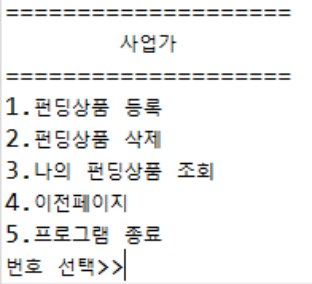 ====================
사업가
====================
1.펀딩상품 등록
2.펀딩상품 삭제
3.나의 펀딩상품 조회
4.이전페이지
5.프로그램 종료
번호 선택>>